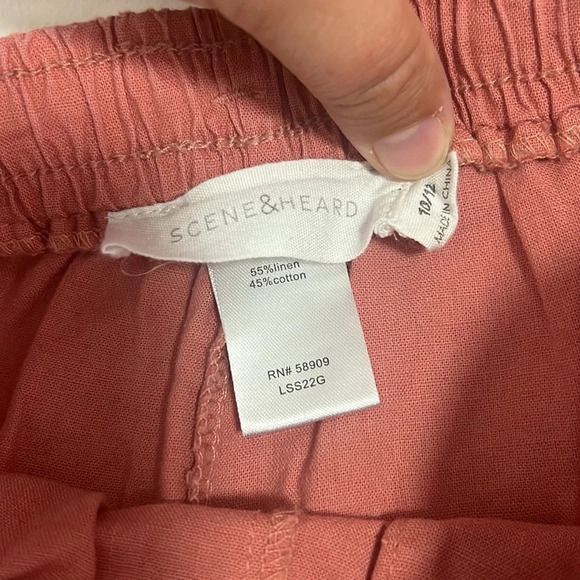 SCENE&HEARD
10/12
MADE IN CHINA
55%linen
45%cotton
RN# 58909
LSS22G